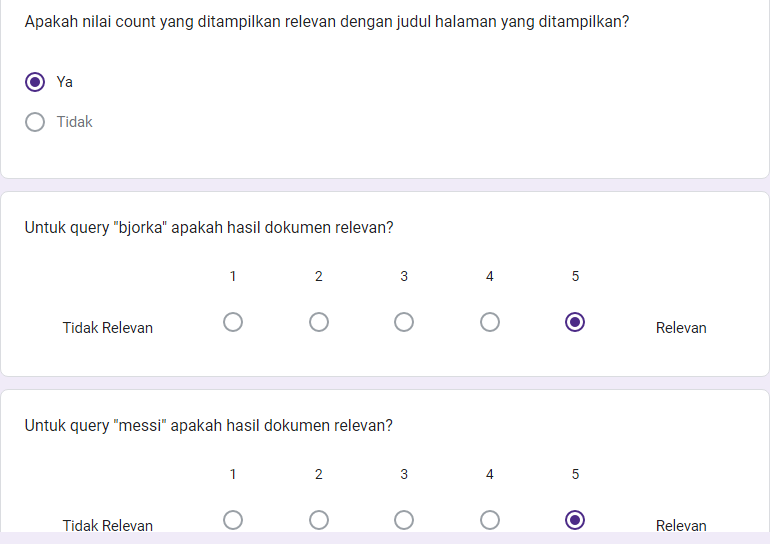 Apakah nilai count yang ditampilkan relevan dengan judul halaman yang ditampilkan?
Ya
Tidak
Untuk query "bjorka" apakah hasil dokumen relevan?
1 2 3 4 5
Tidak Relevan Relevan
Untuk query "messi" apakah hasil dokumen relevan?
1 2 3 4 5
Tidak Relevan Relevan